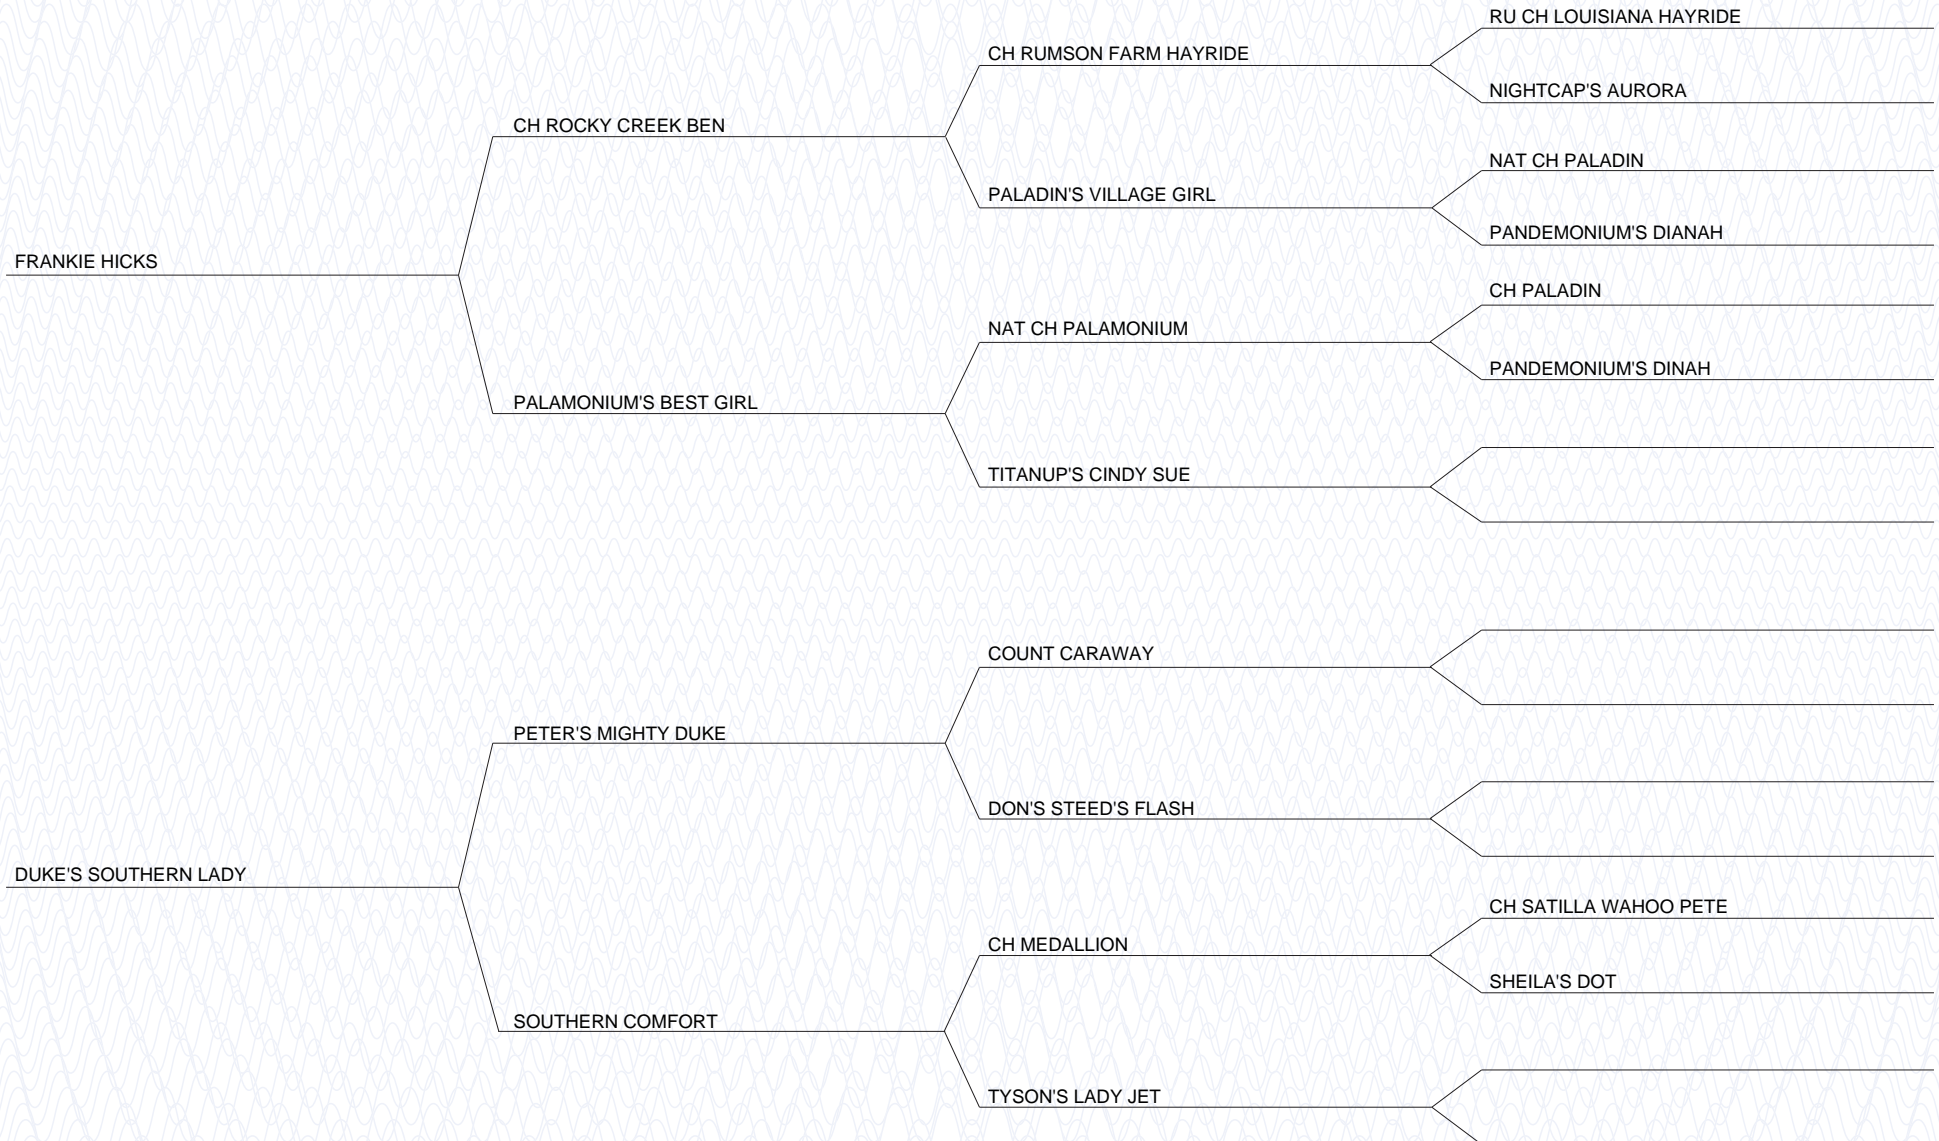 RU CH LOUISIANA HAYRIDE
CH RUMSON FARM HAYRIDE
NIGHTCAP'S AURORA
CH ROCKY CREEK BEN
NAT CH PALADIN
PALADIN'S VILLAGE GIRL
PANDEMONIUM'S DIANAH
FRANKIE HICKS
CH PALADIN
NAT CH PALAMONIUM
PANDEMONIUM'S DINAH
PALAMONIUM'S BEST GIRL
TITANUP'S CINDY SUE
COUNT CARAWAY
PETER'S MIGHTY DUKE
DON'S STEED'S FLASH
DUKE'S SOUTHERN LADY
CH SATILLA WAHOO PETE
CH MEDALLION
SHEILA'S DOT
SOUTHERN COMFORT
TYSON'S LADY JET